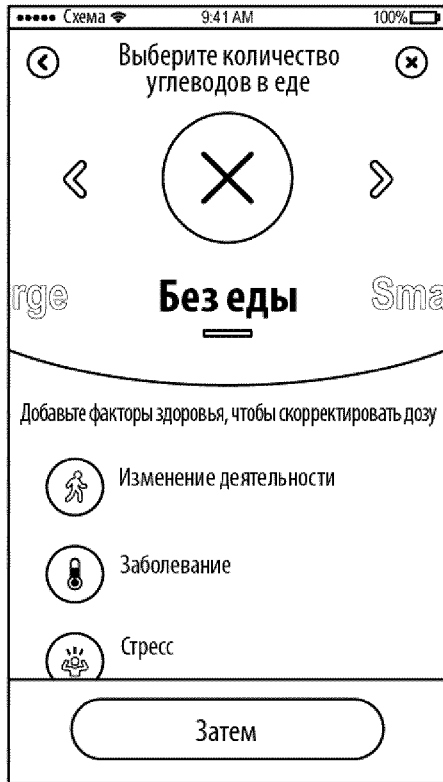 Схема 9:41 AM 100%
Выберите количество
углеводов в еде
rge Без еды Sma
Добавьте факторы здоровья, чтобы скорректировать дозу
Изменение деятельности
Заболевание
Стресс
Затем